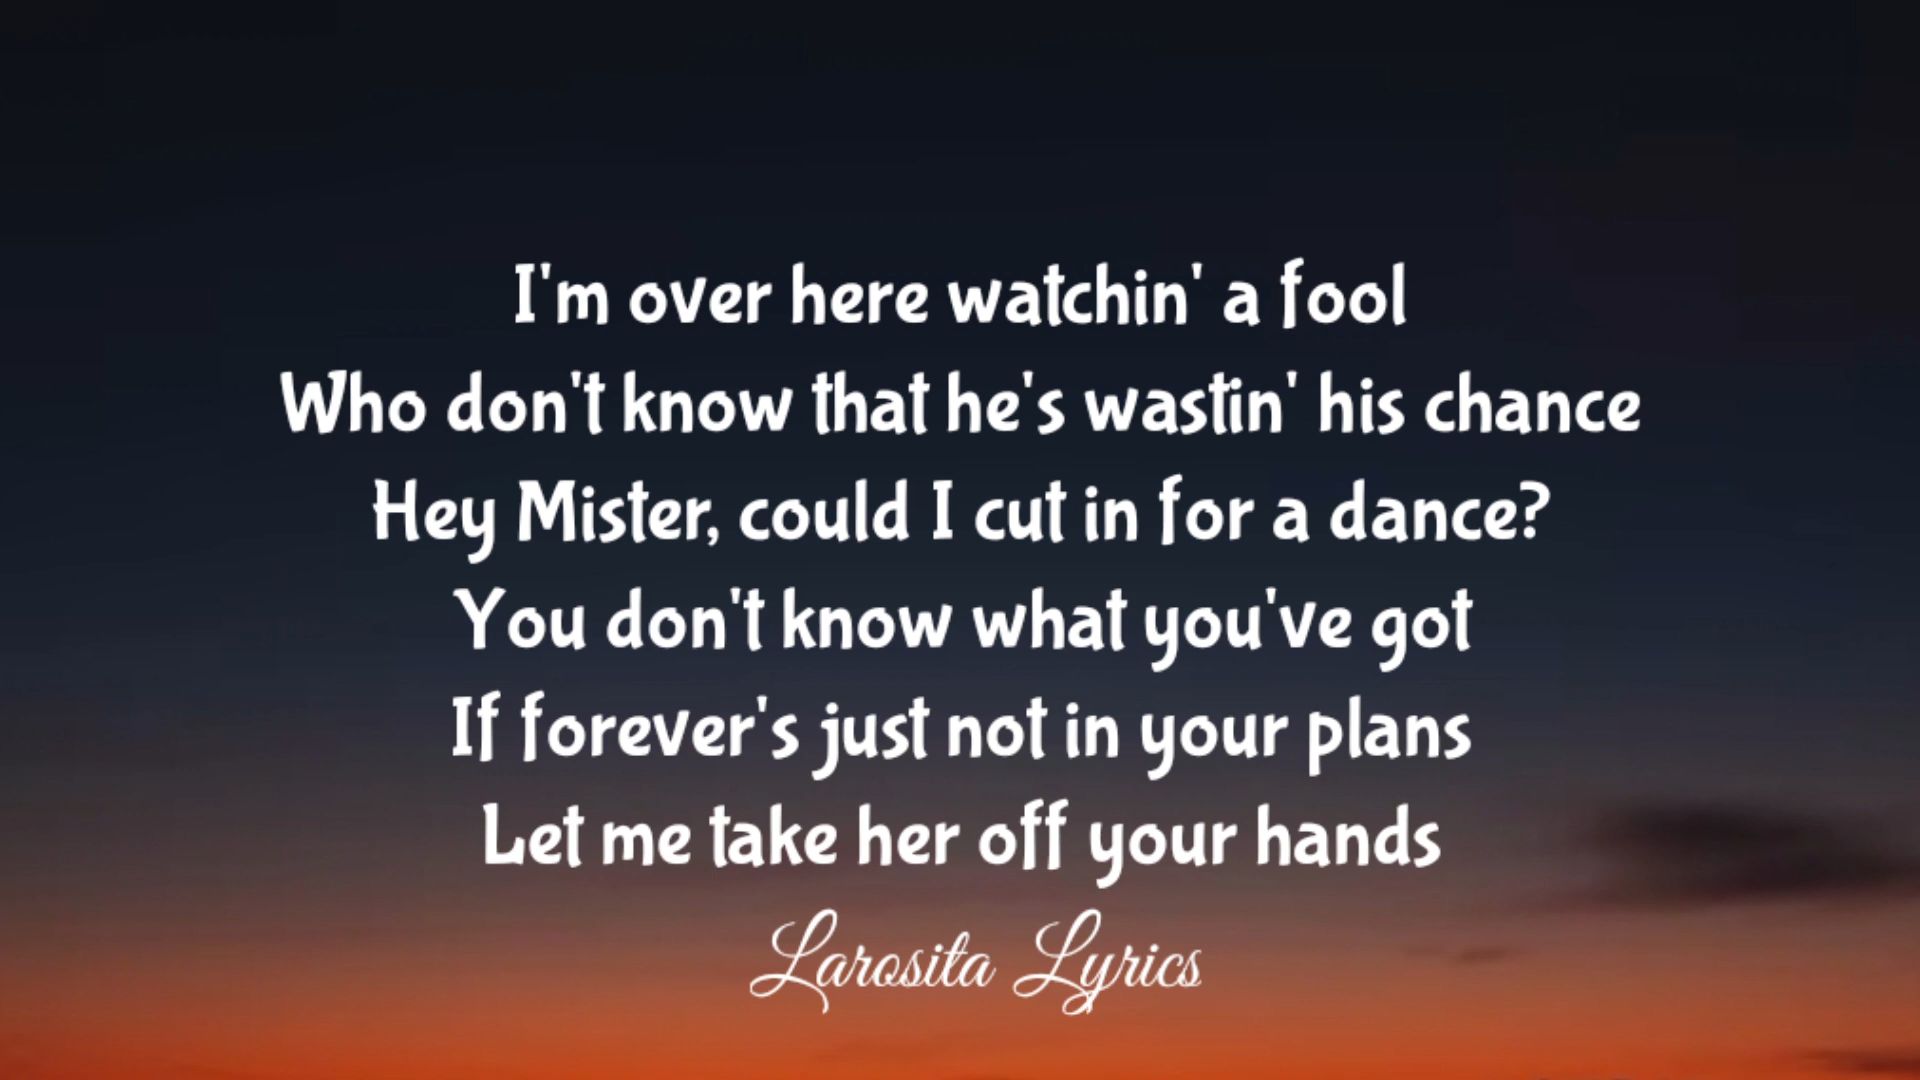 I'm over here watchin' a fool
Who don't know that he's wastin' his chance
Hey Mister, could I cut in for a dance?
You don't know what you've got
If forever's just not in your plans
Let me take her off your hands
Larosita Lyrics